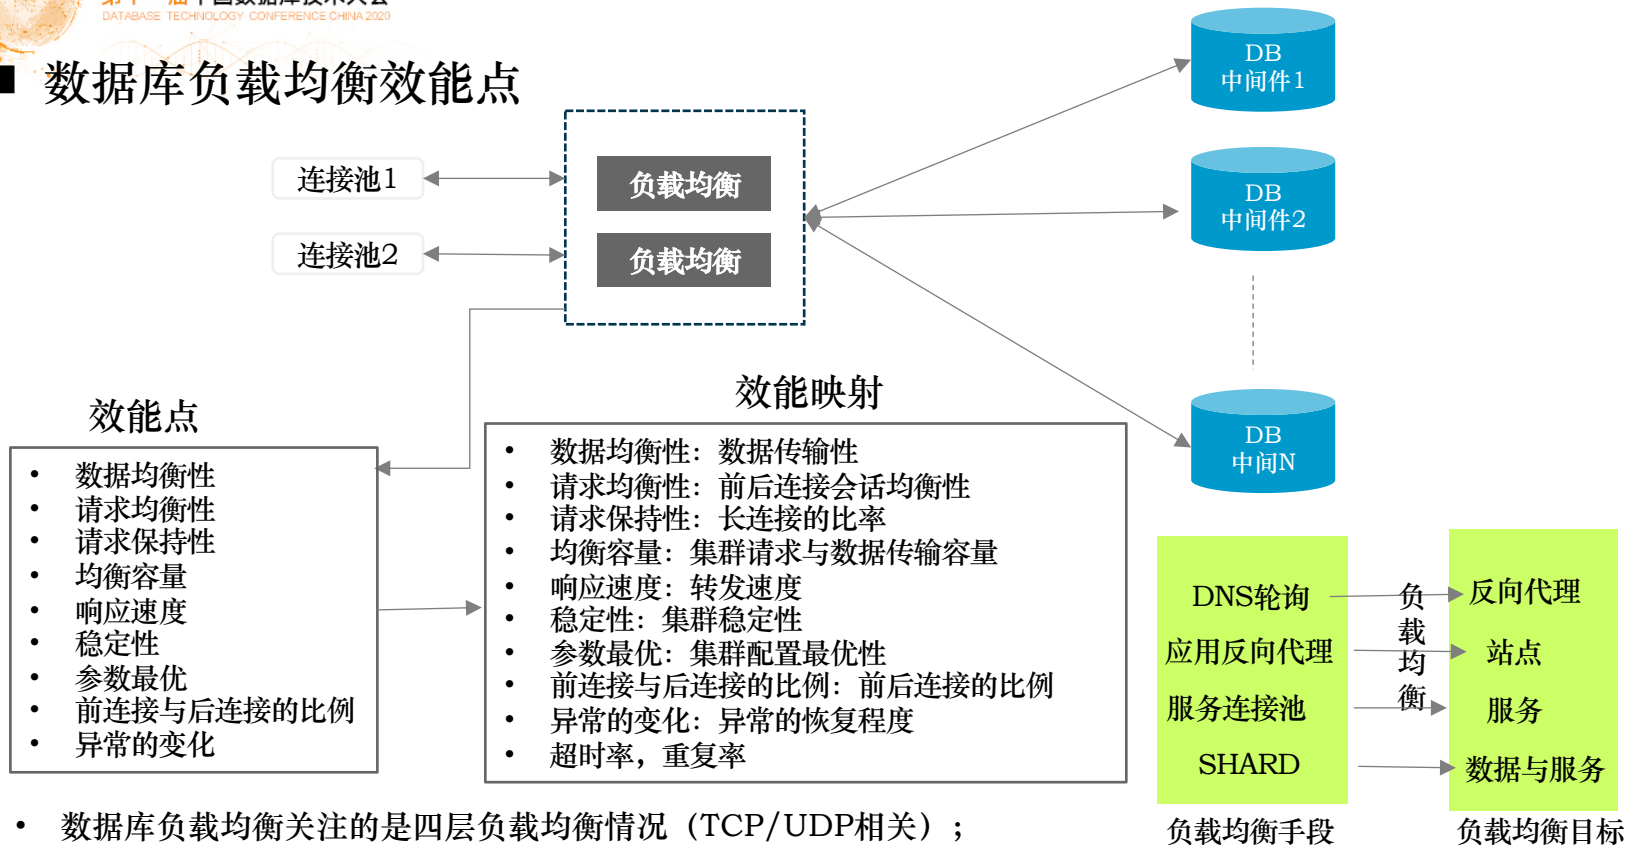 第十一届中国数据库技术大会
DATABASE TECHNOLOGY CONFERENCE CHINA 2020
数据库负载均衡效能点
连接池1
连接池2
负载均衡
负载均衡
DB
中间件1
DB
中间件2
DB
中间N
效能点
• 数据均衡性
• 请求均衡性
• 请求保持性
• 均衡容量
• 响应速度
• 稳定性
• 参数最优
• 前连接与后连接的比例
• 异常的变化
效能映射
• 数据均衡性：数据传输性
• 请求均衡性：前后连接会话均衡性
• 请求保持性：长连接的比率
• 均衡容量：集群请求与数据传输容量
• 响应速度：转发速度
• 稳定性：集群稳定性
• 参数最优：集群配置最优性
• 前连接与后连接的比例：前后连接的比例
• 异常的变化：异常的恢复程度
• 超时率，重复率
DNS轮询
应用反向代理
服务连接池
SHARD
负载均衡手段
负
载
均
衡
反向代理
站点
服务
数据与服务
负载均衡目标
• 数据库负载均衡关注的是四层负载均衡情况（TCP/UDP相关）；